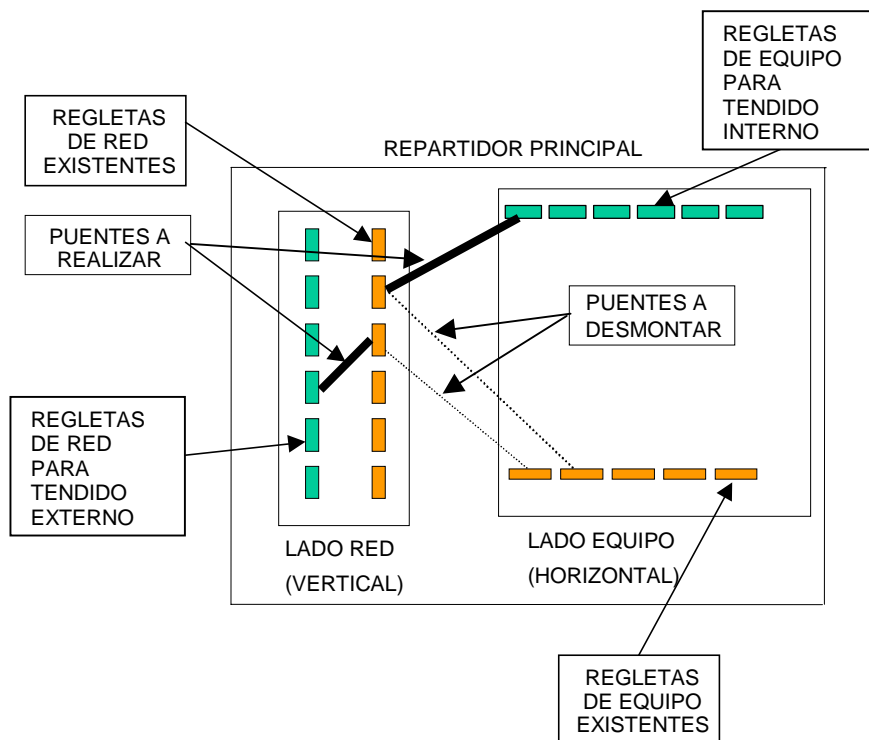 REGLETAS
DE EQUIPO
PARA
TENDIDO
INTERNO
REGLETAS
DE RED
EXISTENTES
REPARTIDOR PRINCIPAL
PUENTES A
REALIZAR
PUENTES A
DESMONTAR
REGLETAS
DE RED
PARA
TENDIDO
EXTERNO
LADO RED
(VERTICAL)
LADO EQUIPO
(HORIZONTAL)
REGLETAS
DE EQUIPO
EXISTENTES